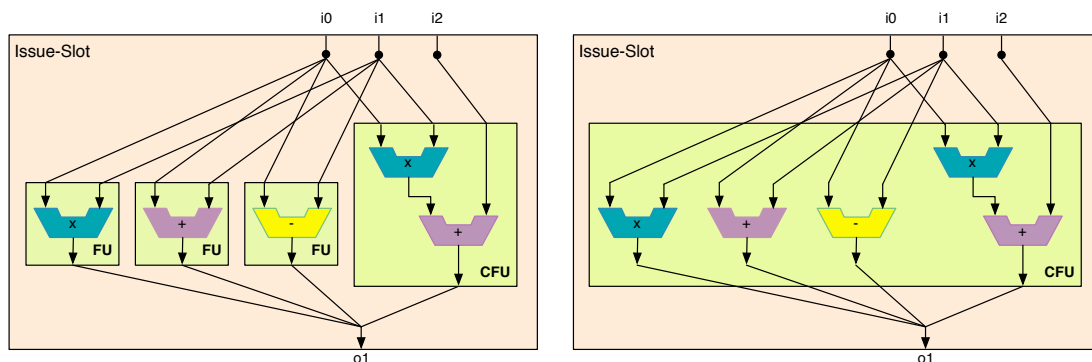 i0 i1 i2
Issue-Slot
x
x + - +
FU FU FU CFU
o1
i0 i1 i2
Issue-Slot
x
x + - +
CFU
o1